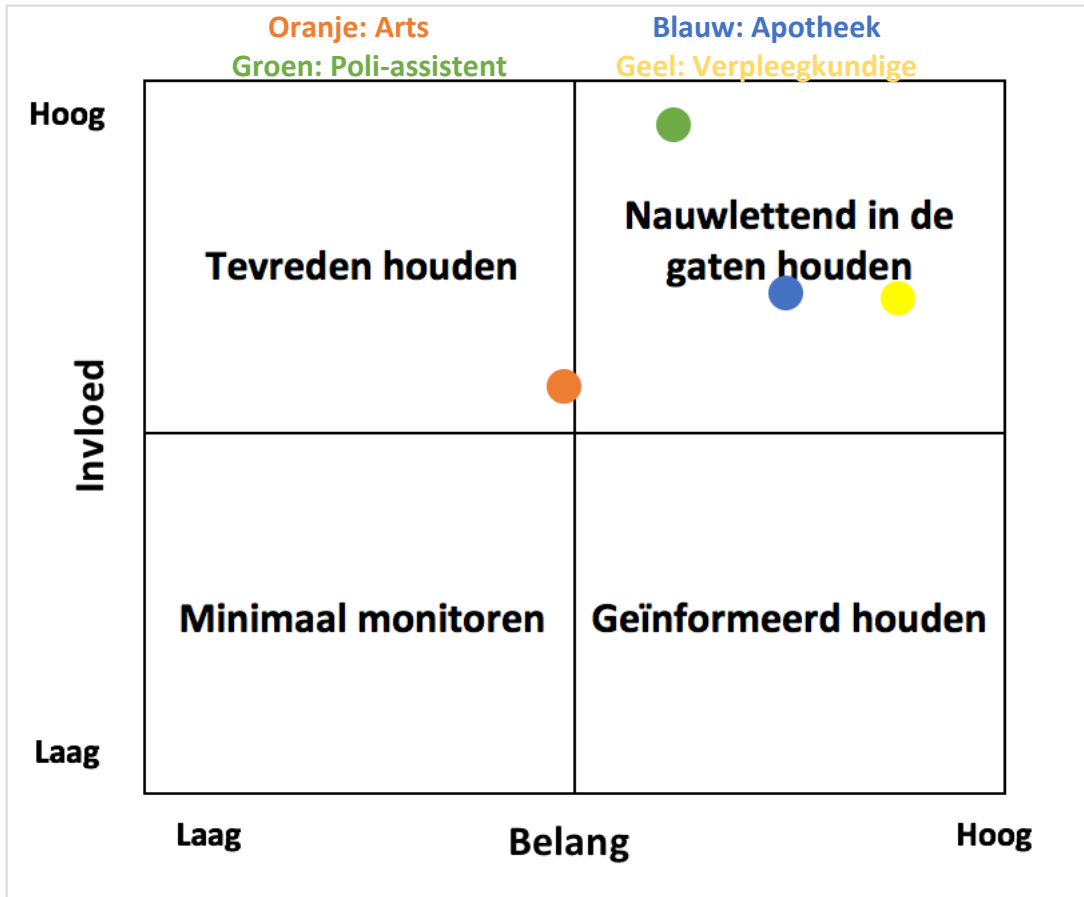 Oranje: Arts
Blauw: Apotheek
Groen: Poli-assistent
Geel: Verpleegkundige
Hoog
Tevreden houden
Nauwlettend in de
gaten houden
Invloed
Minimaal monitoren
Geïnformeerd houden
Laag
Laag
Belang
Hoog